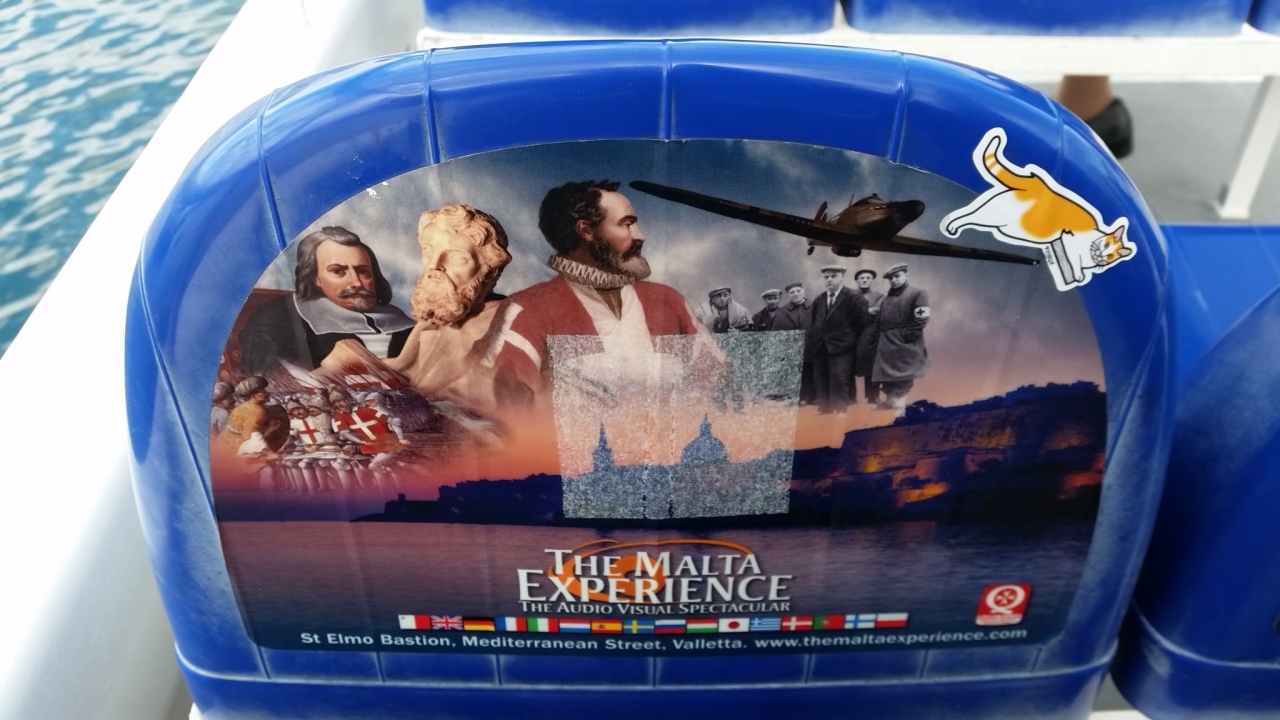 THE MALTA
EXPERIENCE
THE AUDIO VISUAL SPECTACULAR
St Elmo Bastion, Mediterranean Street, Valletta. www.themaltaexperience.com